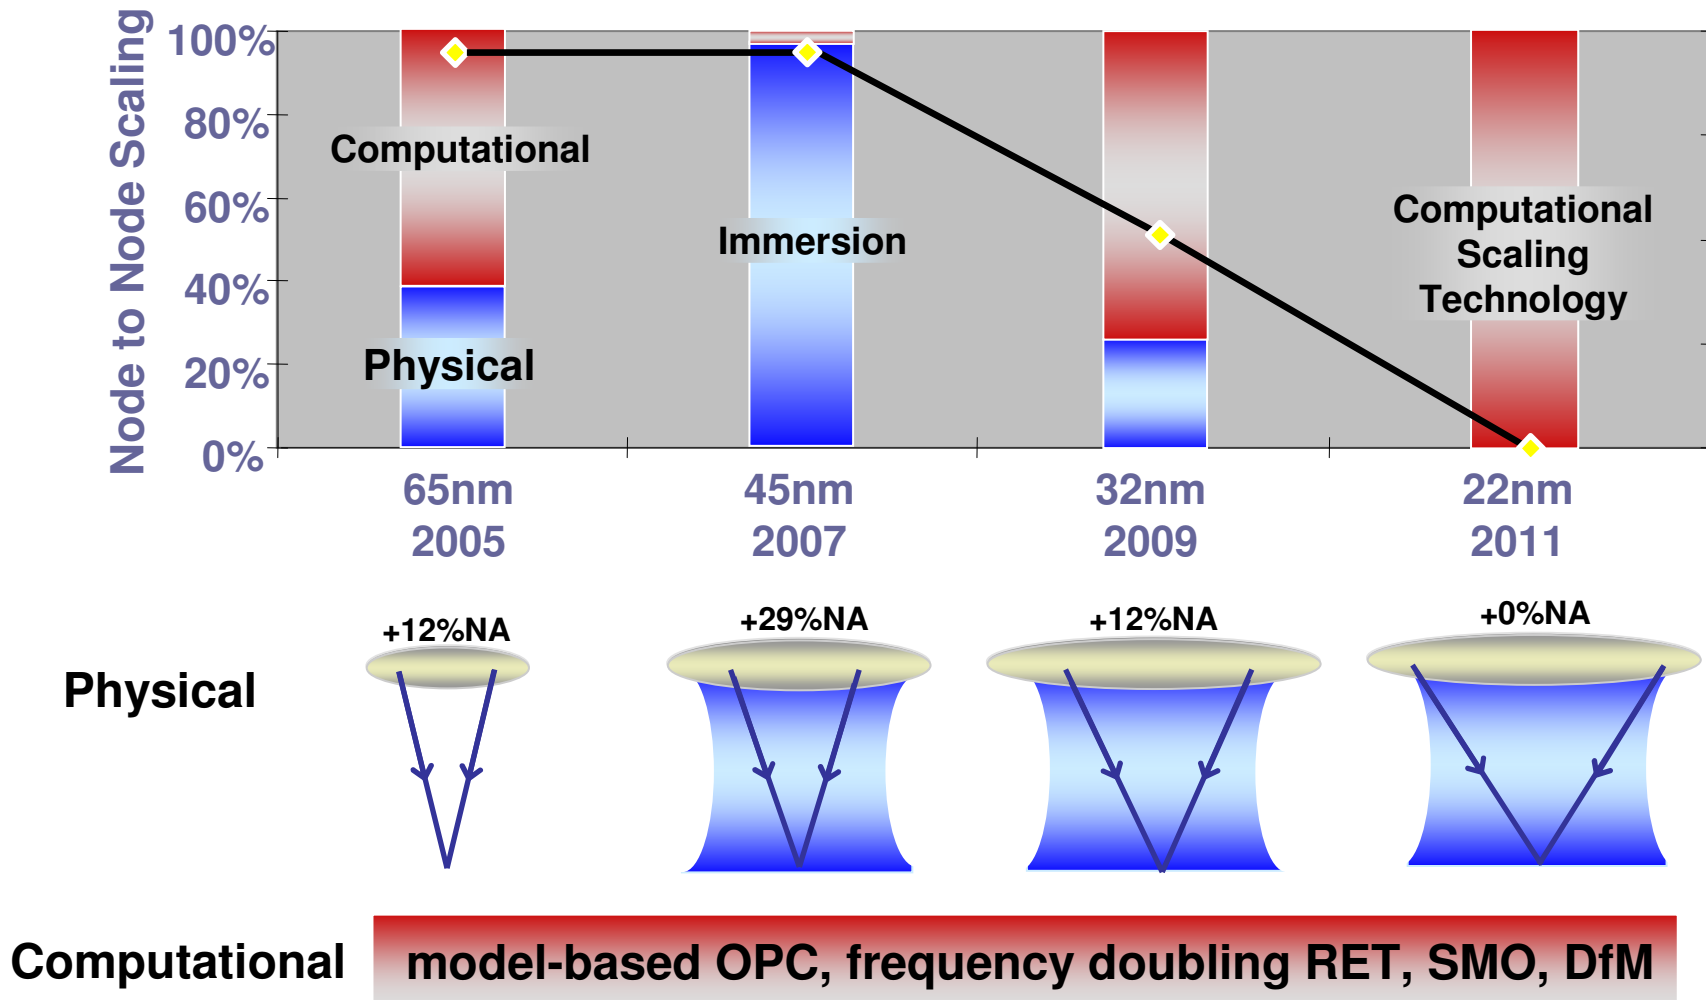 Node to Node Scaling
100%
80%
60%
40%
20%
0%
Computational
Physical
Immersion
Computational
Scaling
Technology
65nm
2005
45nm
2007
32nm
2009
22nm
2011
Physical
+12%NA
+29%NA
+12%NA
+0%NA
Computational
model-based OPC, frequency doubling RET, SMO, DfM